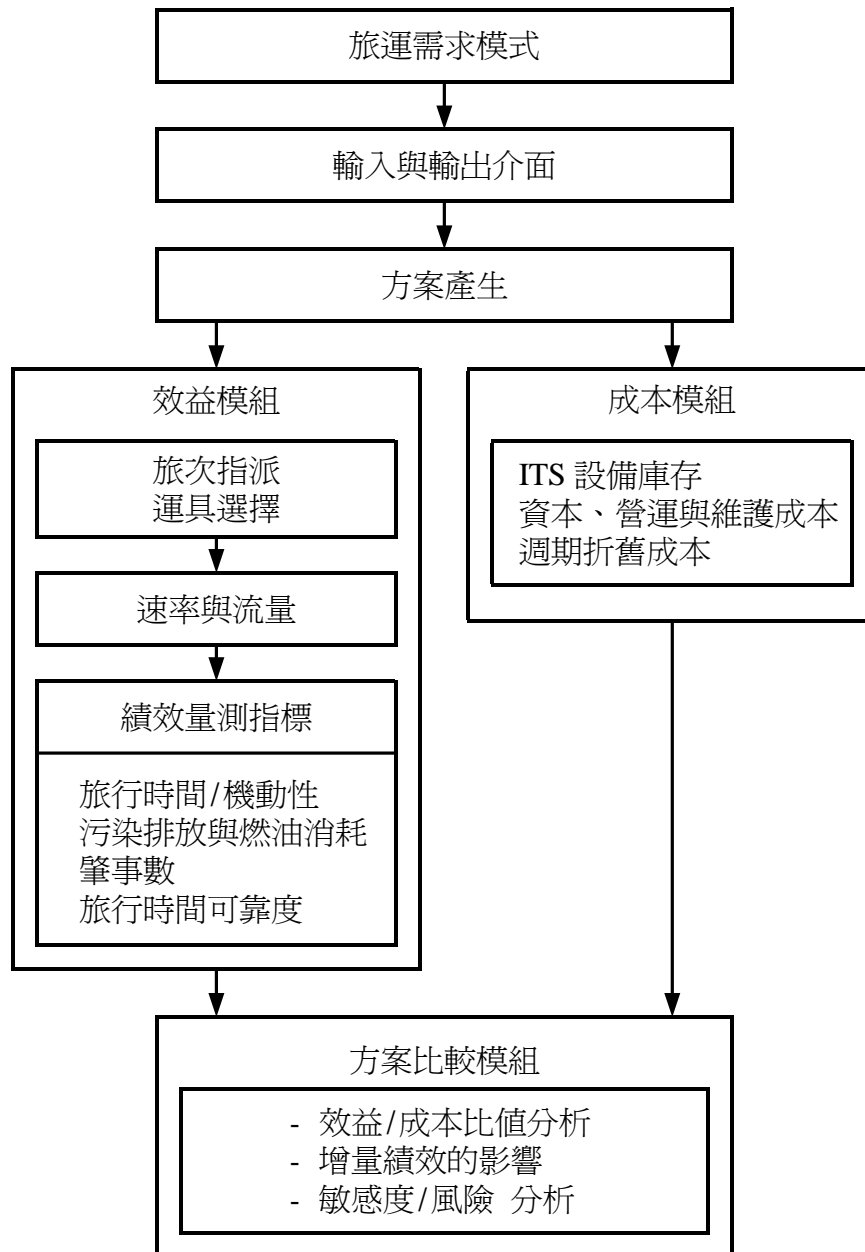 旅運需求模式
輸入與輸出介面
方案產生
效益模組
旅次指派
運具選擇
速率與流量
績效量測指標
旅行時間/機動性
污染排放與燃油消耗
肇事數
旅行時間可靠度
成本模組
ITS 設備庫存
資本、營運與維護成本
週期折舊成本
方案比較模組
- 效益/成本比值分析
- 增量績效的影響
- 敏感度/風險 分析